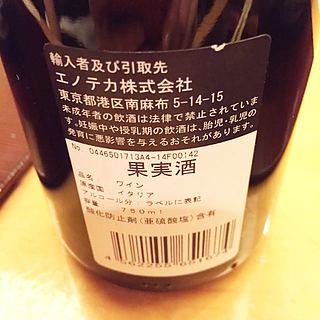 輸入者及び引取先
エノテカ株式会社
東京都港区南麻布 5-14-15
未成年者の飲酒は法律で禁止されていま
す。妊娠中や授乳期の飲酒は、胎児・乳児の
発育に悪影響を与えるおそれがあります。
No. 0446501713A4-14F00142
果実酒
品名 ワイン
原産国 イタリア
アルコール分 ラベルに表記
容量 750ml
酸化防止剤(亜硫酸塩)含有